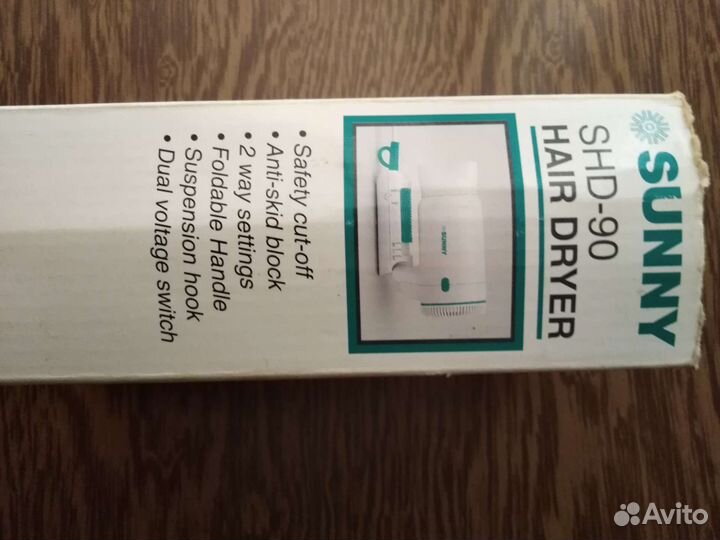 SUNNY
SHD-90
HAIR DRYER
SUNNY
• Safety cut-off
• Anti-skid block
• 2 way settings
• Foldable Handle
• Suspension hook
• Dual voltage switch
Avito